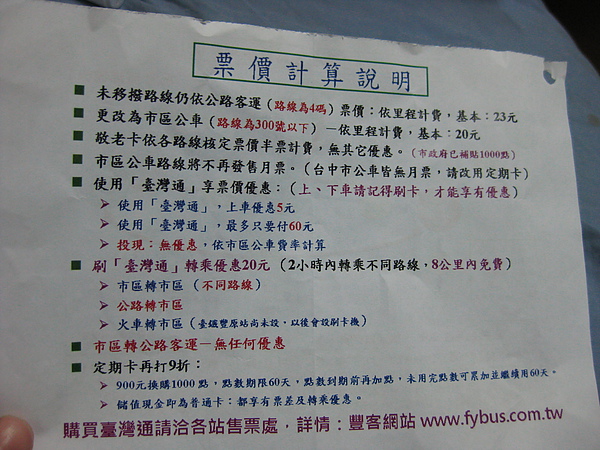 票價計算說明
■ 未移撥路線仍依公路客運（路線為4碼）票價：依里程計費，基本：23元
■ 更改為市區公車（路線為300號以下）－依里程計費，基本：20元
■ 敬老卡依各路線核定票價半票計費，無其它優惠。（市政府已補貼1000點）
■ 市區公車路線將不再發售月票。（台中市公車皆無月票，請改用定期卡）
■ 使用「臺灣通」享票價優惠：（上、下車請記得刷卡，才能享有優惠）
➢ 使用「臺灣通」，上車優惠5元
➢ 使用「臺灣通」，最多只要付60元
➢ 投現：無優惠，依市區公車費率計算
■ 刷「臺灣通」轉乘優惠20元（2小時內轉乘不同路線，8公里內免費）
➢ 市區轉市區（不同路線）
➢ 公路轉市區
➢ 火車轉市區（臺鐵豐原站尚未設，以後會設刷卡機）
■ 市區轉公路客運－無任何優惠
■ 定期卡再打9折：
➢ 900元換購1000點，點數期限60天，點數到期前再加點，未用完點數可累加並繼續用60天。
➢ 儲值現金即為普通卡：都享有票差及轉乘優惠。
購買臺灣通請洽各站售票處，詳情：豐客網站 www.fybus.com.tw